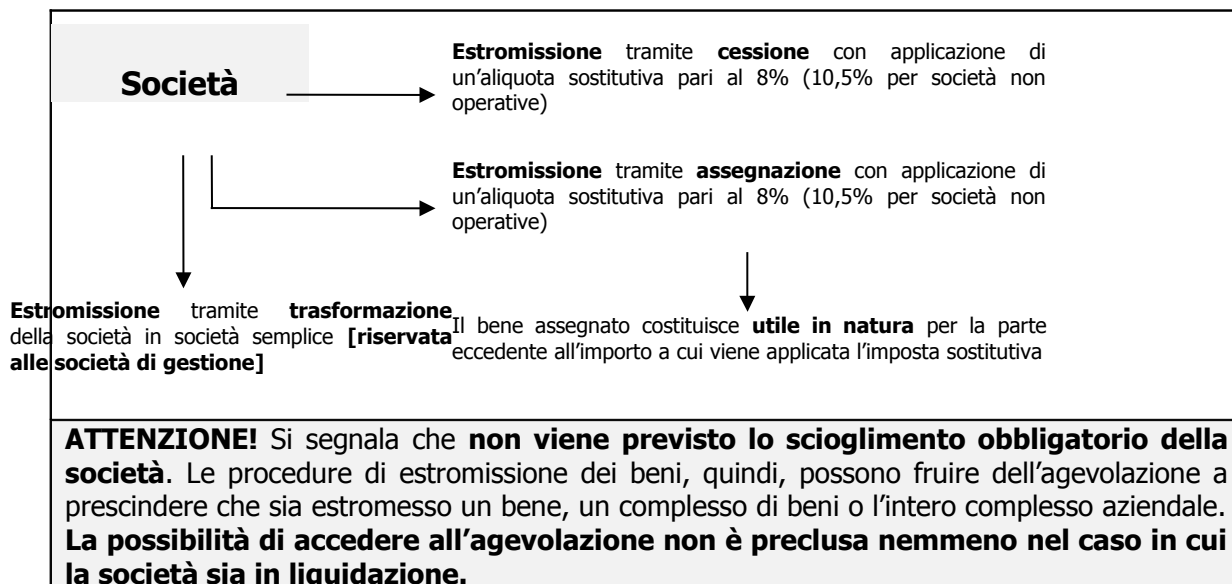 Società
Estromissione tramite cessione con applicazione di
un’aliquota sostitutiva pari al 8% (10,5% per società non
operative)
Estromissione tramite assegnazione con applicazione di
un’aliquota sostitutiva pari al 8% (10,5% per società non
operative)
Estromissione tramite trasformazione
della società in società semplice [riservata
alle società di gestione]
Il bene assegnato costituisce utile in natura per la parte
eccedente all’importo a cui viene applicata l’imposta sostitutiva
ATTENZIONE! Si segnala che non viene previsto lo scioglimento obbligatorio della
società. Le procedure di estromissione dei beni, quindi, possono fruire dell’agevolazione a
prescindere che sia estromesso un bene, un complesso di beni o l’intero complesso aziendale.
La possibilità di accedere all’agevolazione non è preclusa nemmeno nel caso in cui
la società sia in liquidazione.